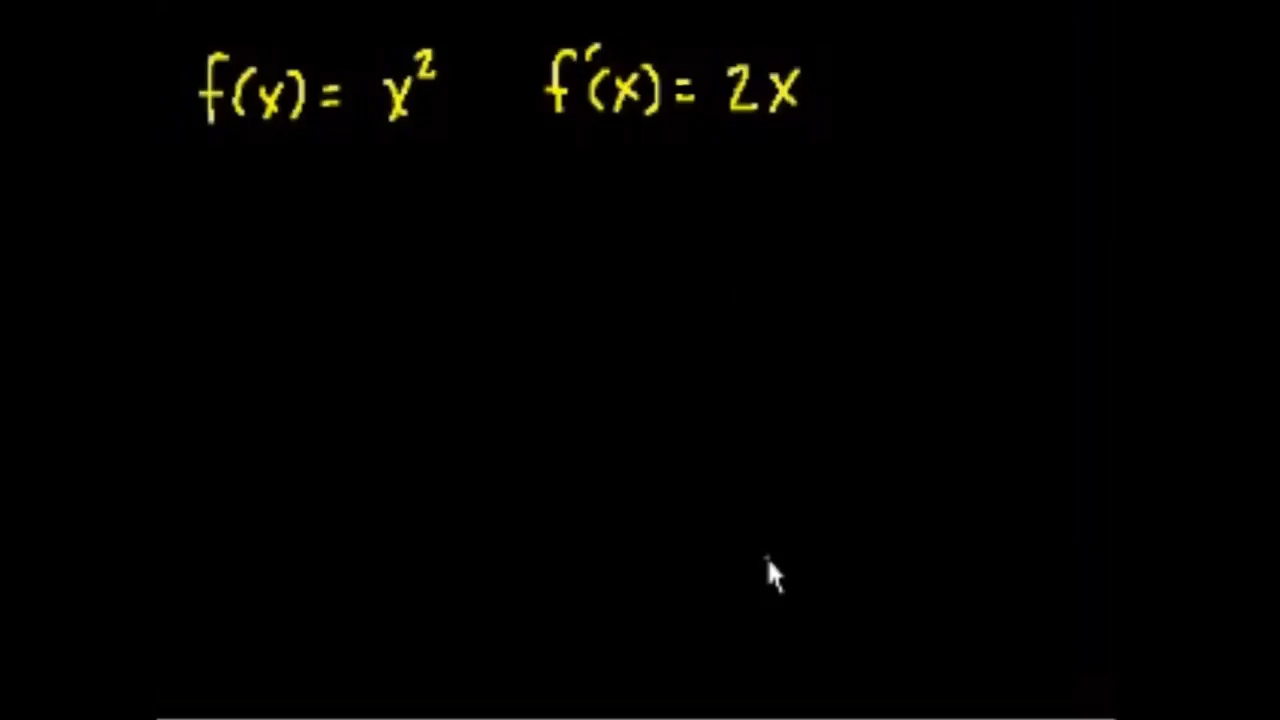 f(x) = x² f'(x) = 2x